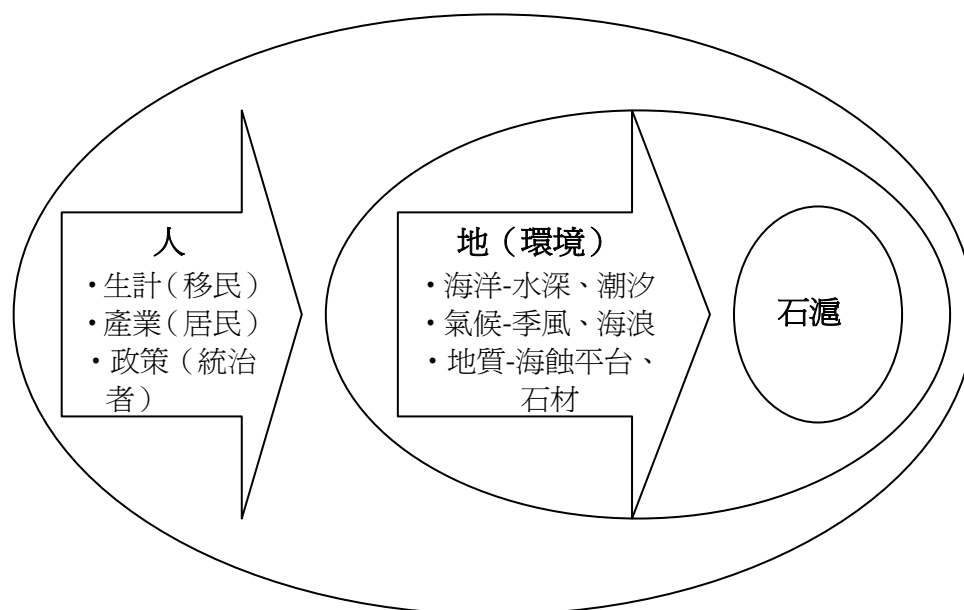 人
・生計（移民）
・產業（居民）
・政策（統治
者）
地（環境）
・海洋-水深、潮汐
・氣候-季風、海浪
・地質-海蝕平台、
石材
石滬